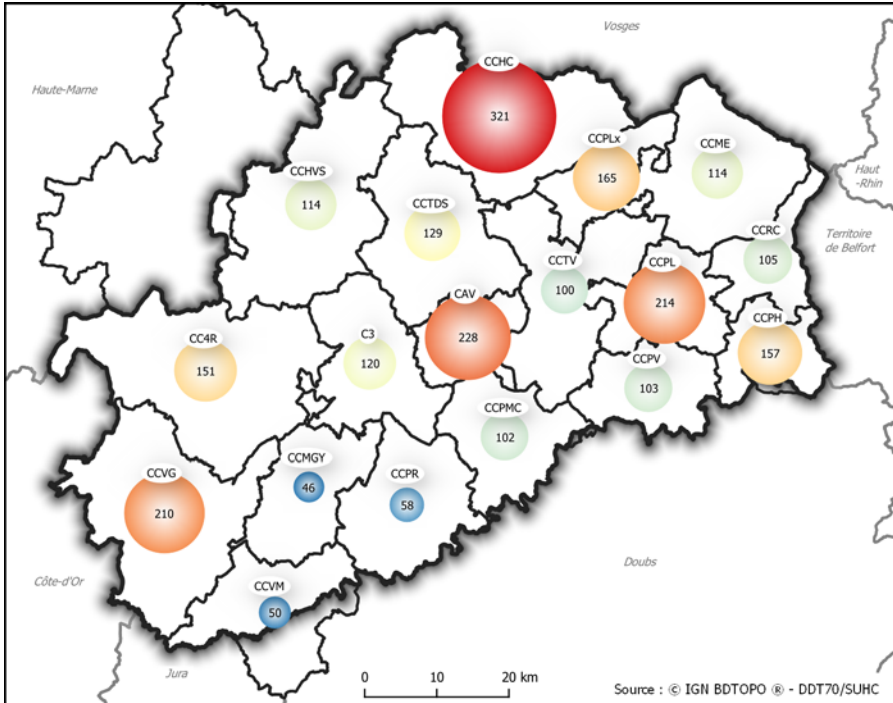 Vosges
CCHC
321
Haute-Marne
CCPLx
165
CCME
114
Haut
-Rhin
CCHVS
114
CCTDS
129
CCRC
105
Territoire
de Belfort
CCTV
100
CCPL
214
CAV
228
CCPH
157
C3
120
CC4R
151
CCPV
103
CCPMC
102
CCMGY
46
CCPR
58
CCVG
210
Doubs
Côte-d'Or
CCVM
50
Jura
0 10 20 km
Source : © IGN BDTOPO ® - DDT70/SUHC